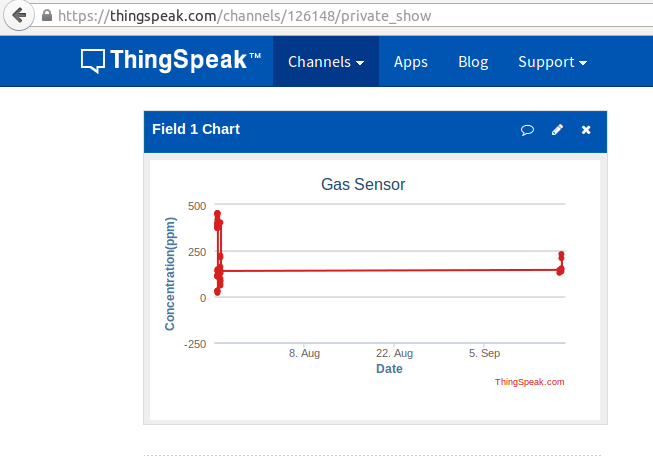 https://thingspeak.com/channels/126148/private_show
ThingSpeak™ Channels Apps Blog Support
Field 1 Chart
Gas Sensor
Concentration(ppm)
500
250
0
-250
8. Aug 22. Aug 5. Sep
Date
ThingSpeak.com